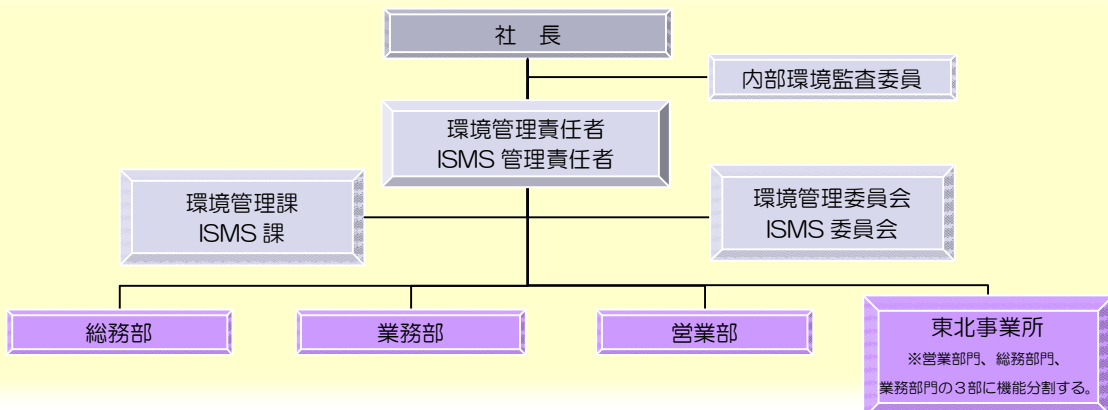 社 長
内部環境監査委員
環境管理責任者
ISMS 管理責任者
環境管理課
ISMS 課
環境管理委員会
ISMS 委員会
総務部
業務部
営業部
東北事業所
※営業部門、総務部門、
業務部門の３部に機能分割する。